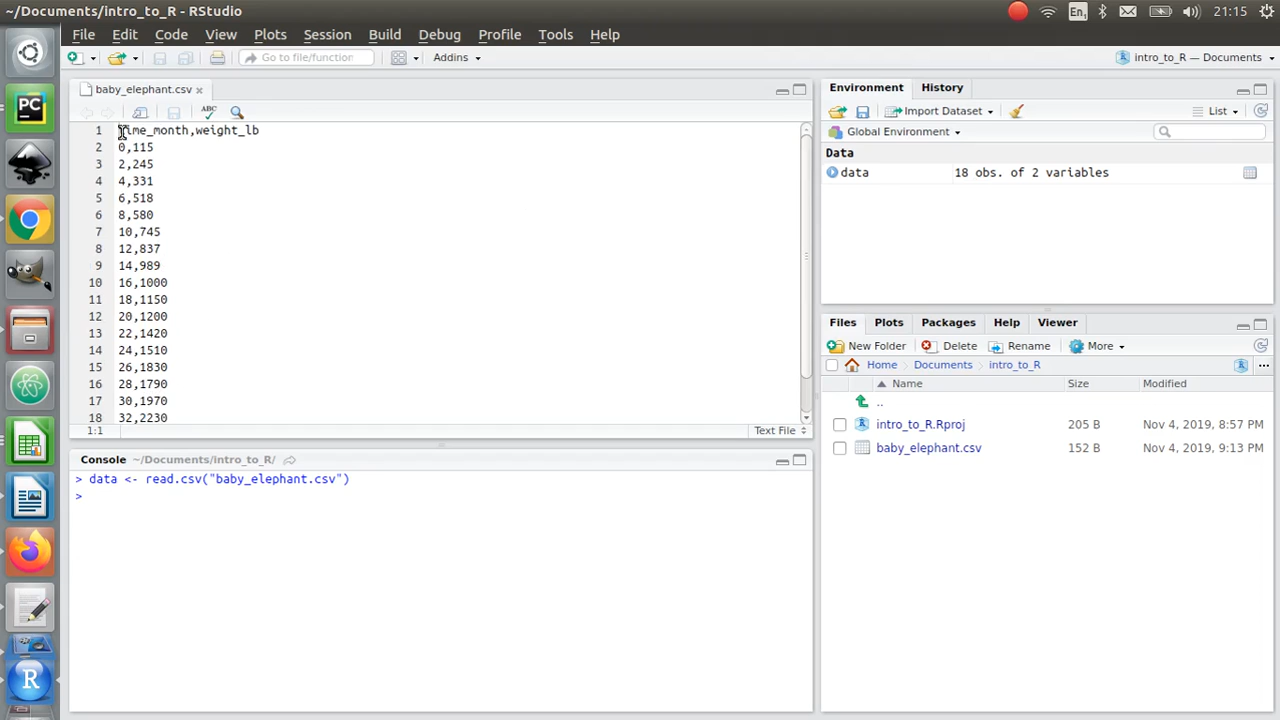 ~/Documents/intro_to_R - RStudio
En
21:15
File Edit Code View Plots Session Build Debug Profile Tools Help
Go to file/function
Addins
intro_to_R — Documents
baby_elephant.csv
ABC
1 time_month,weight_lb
2 0,115
3 2,245
4 4,331
5 6,518
6 8,580
7 10,745
8 12,837
9 14,989
10 16,1000
11 18,1150
12 20,1200
13 22,1420
14 24,1510
15 26,1830
16 28,1790
17 30,1970
18 32,2230
1:1
Text File
Console ~/Documents/intro_to_R/
> data <- read.csv("baby_elephant.csv")
>
Environment History
Import Dataset
List
Global Environment
Data
data 18 obs. of 2 variables
Files Plots Packages Help Viewer
New Folder Delete Rename More
Home Documents intro_to_R
Name Size Modified
..
intro_to_R.Rproj 205 B Nov 4, 2019, 8:57 PM
baby_elephant.csv 152 B Nov 4, 2019, 9:13 PM
PC
R